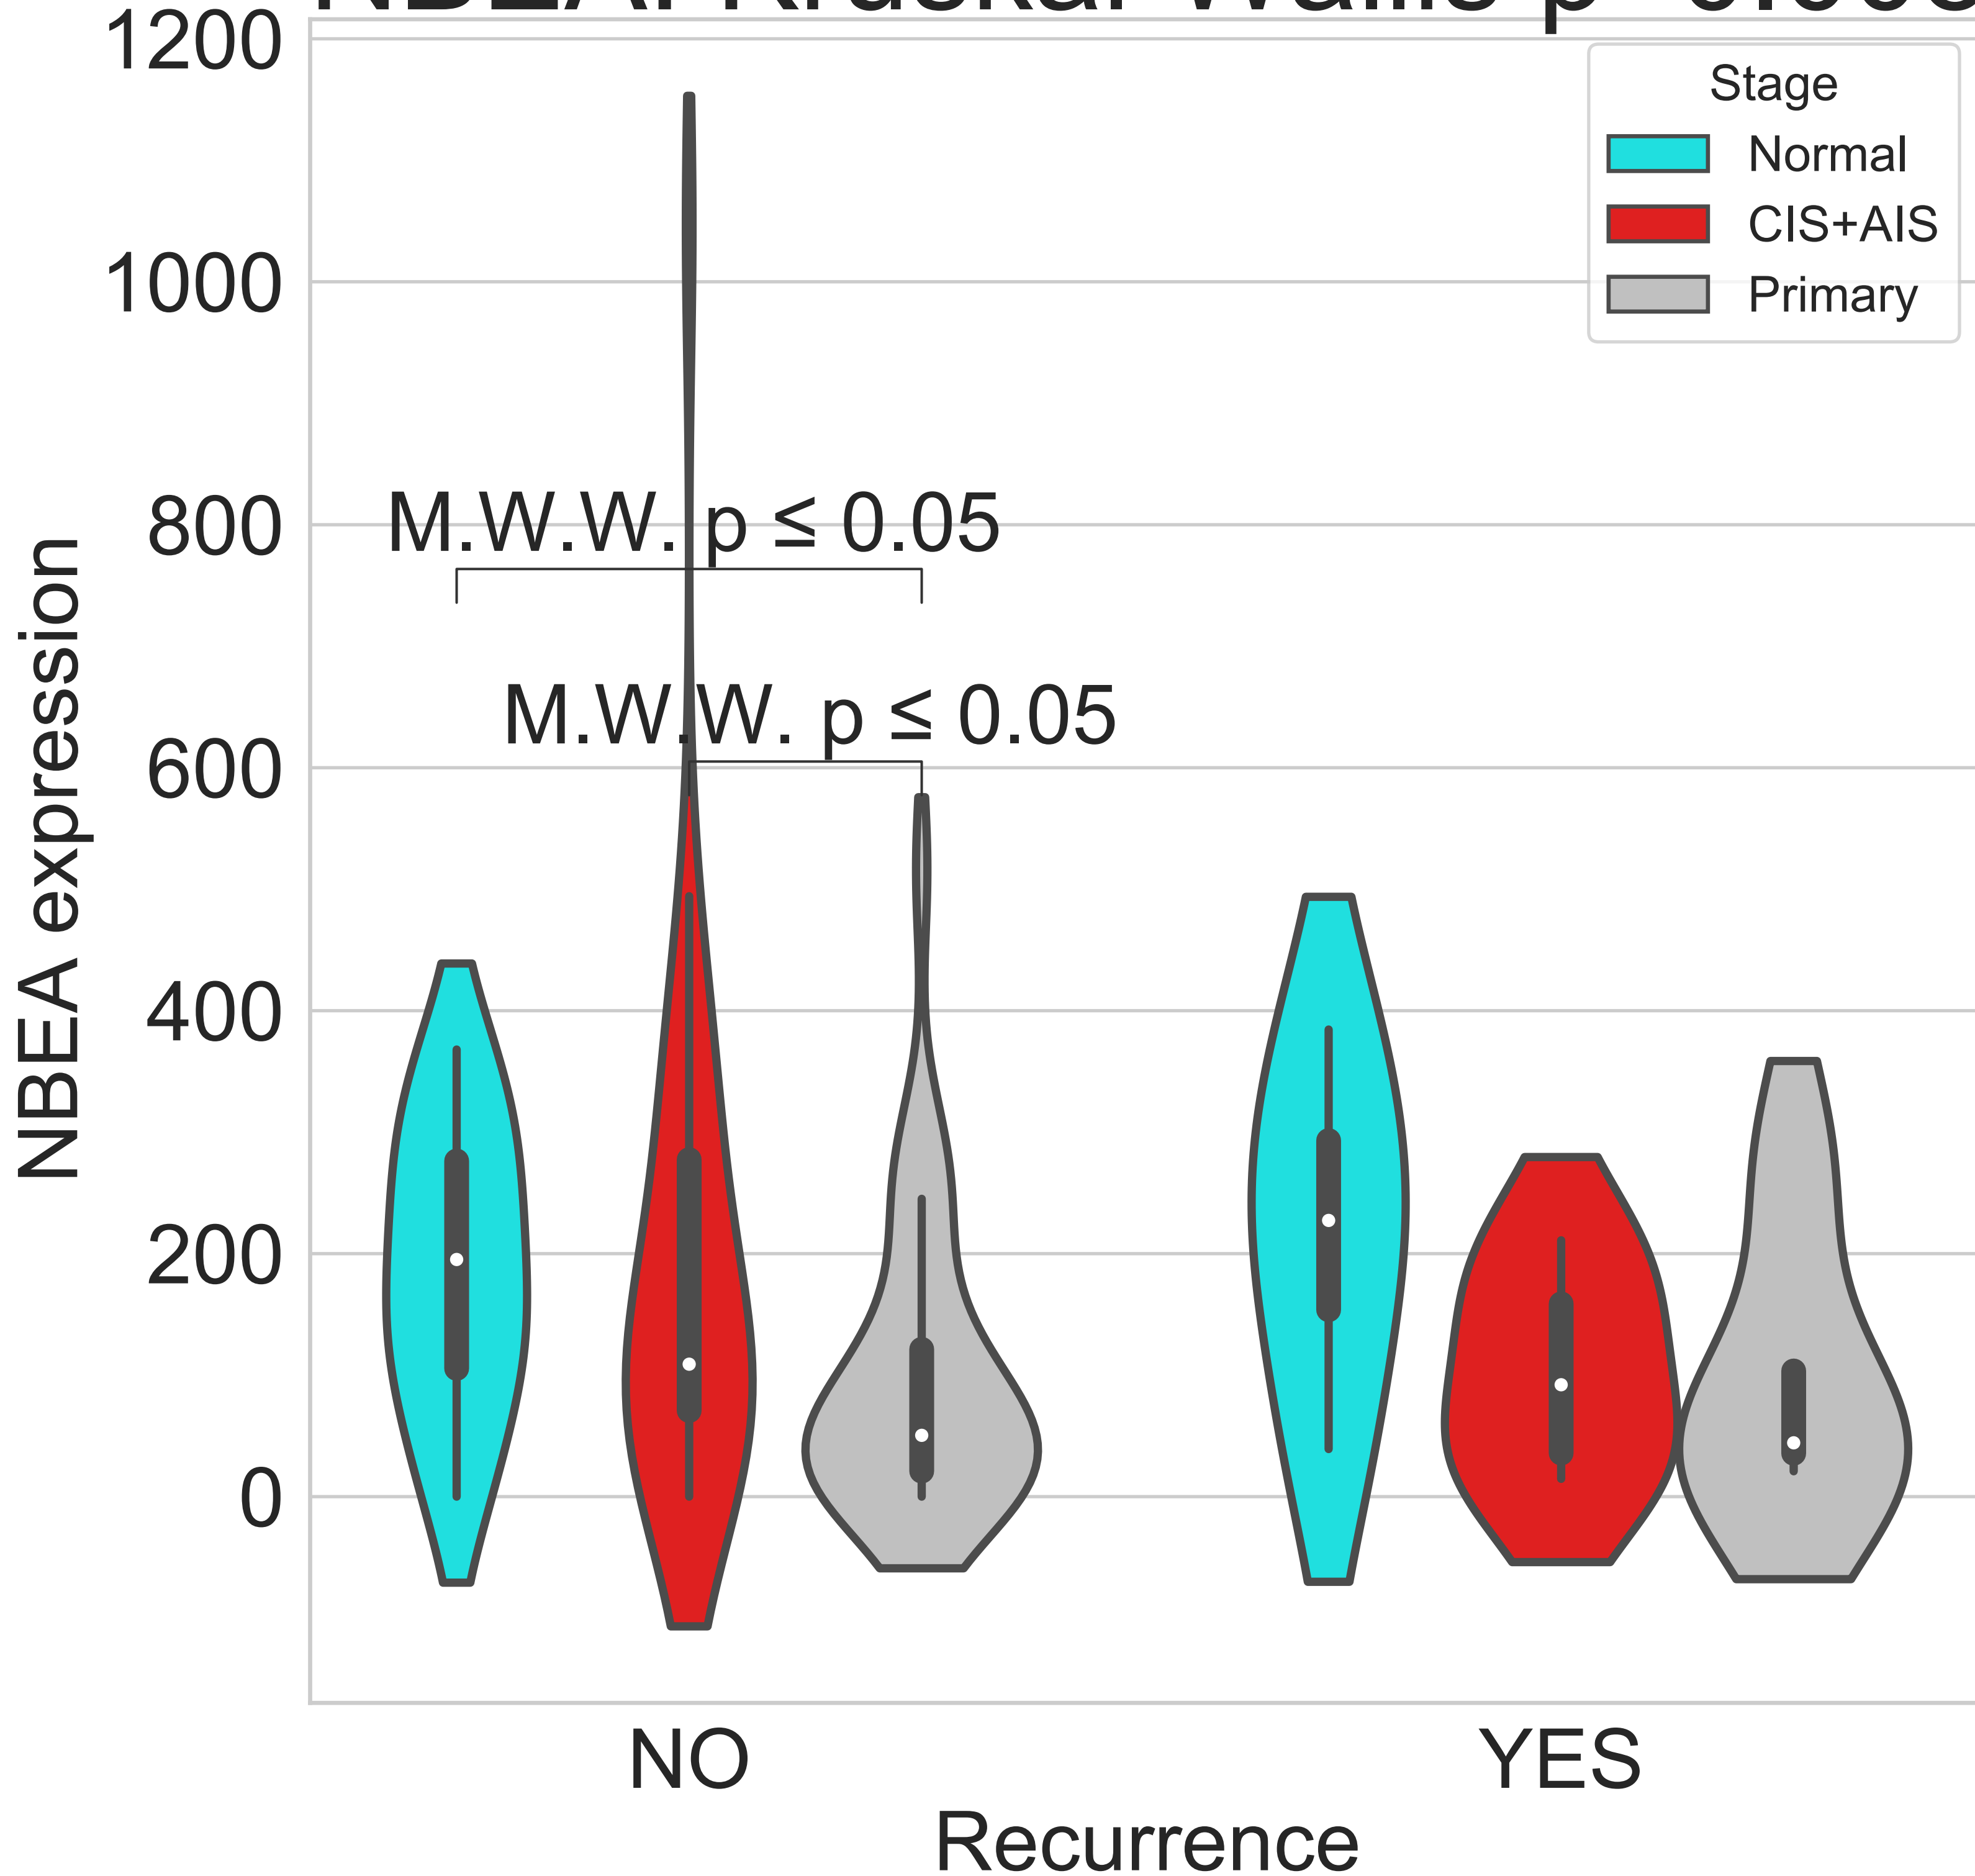 1200
1000
800
600
400
200
0
NBEA expression
Stage
Normal
CIS+AIS
Primary
M.W.W. p ≤ 0.05
M.W.W. p ≤ 0.05
NO
YES
Recurrence